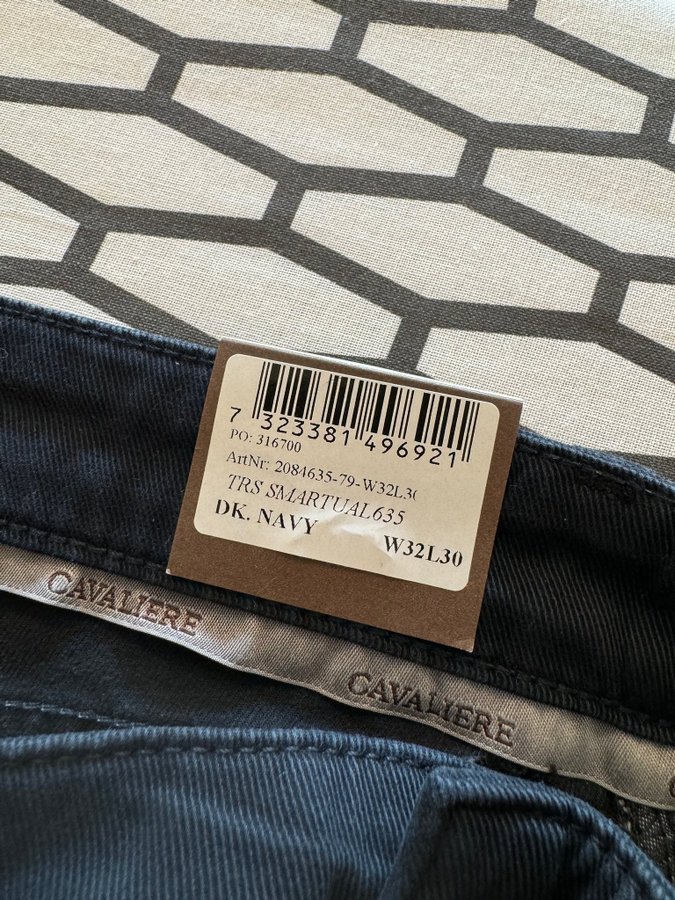 7 323381 496921
PO: 316700
ArtNr: 2084635-79-W32L30
TRS SMARTUAL635
DK. NAVY
W32L30
CAVALIERE
CAVALIERE